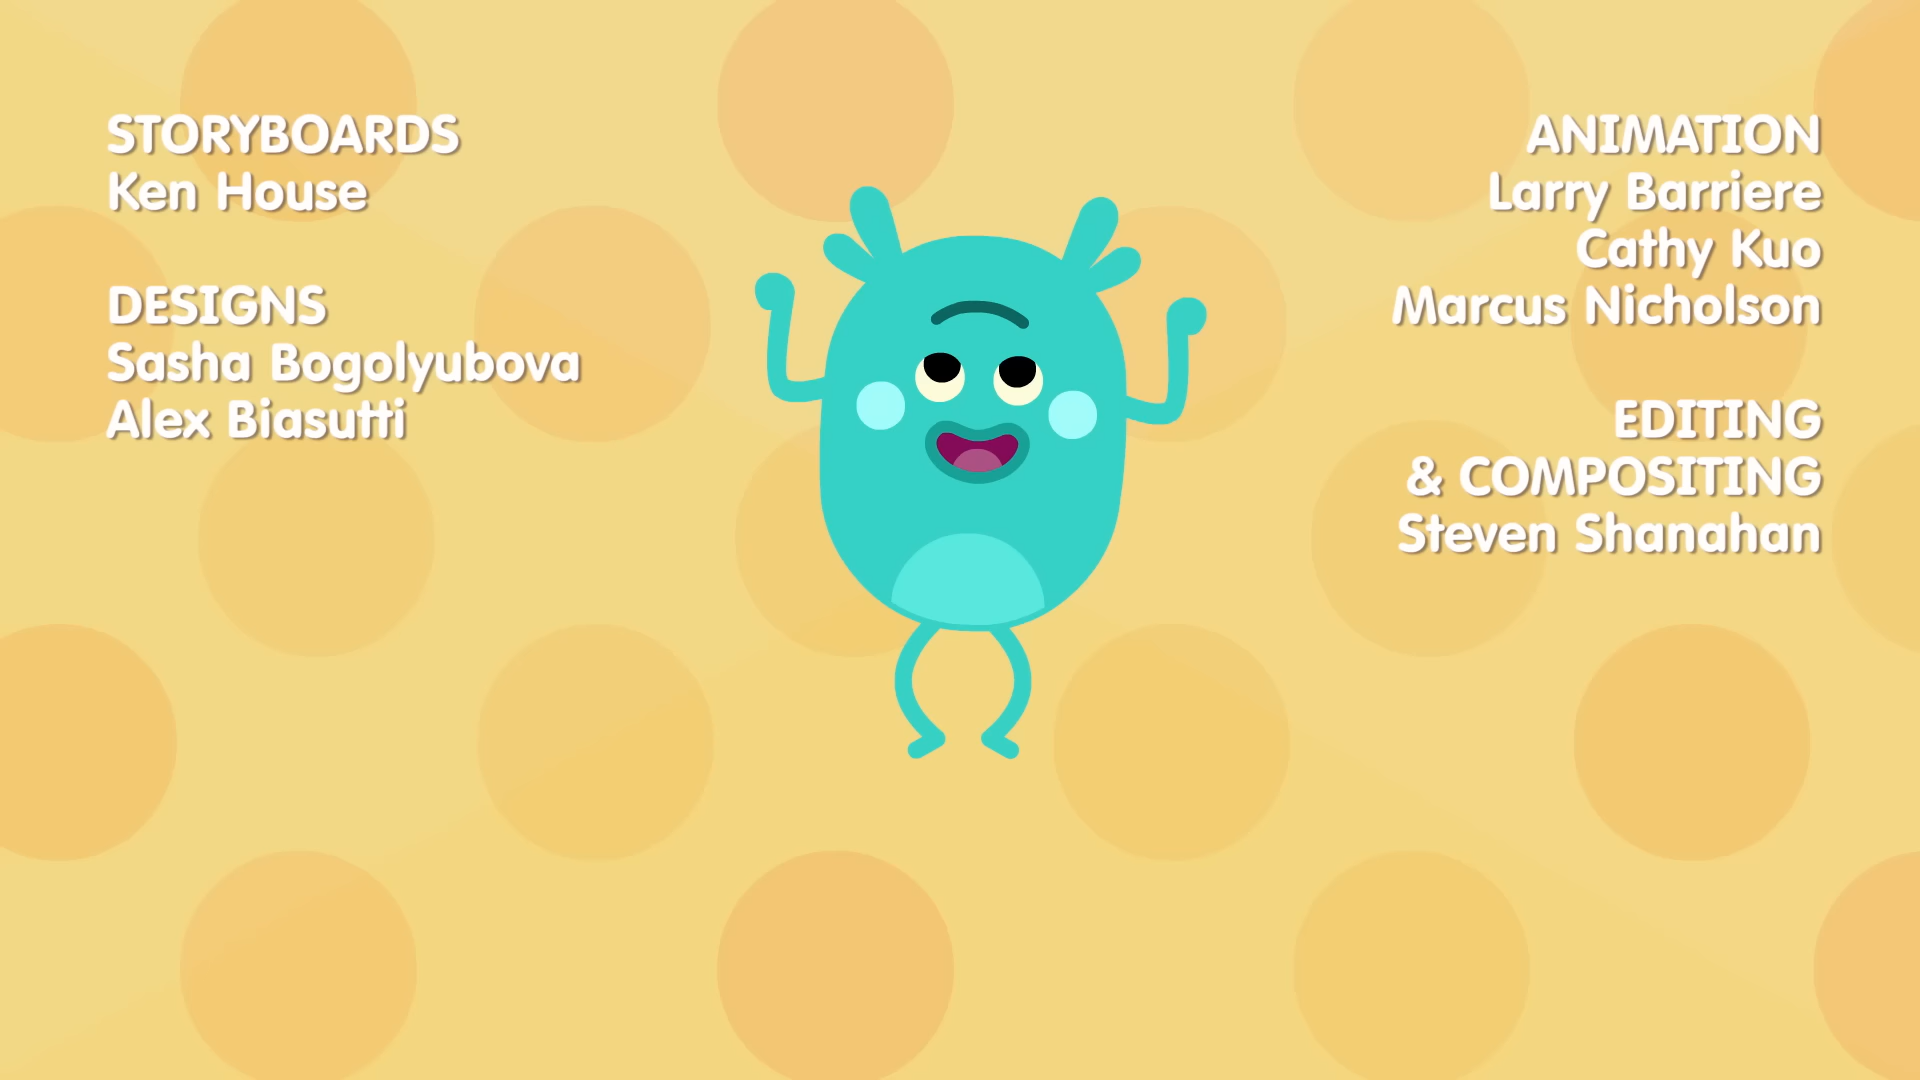 STORYBOARDS
Ken House
DESIGNS
Sasha Bogolyubova
Alex Biasutti
ANIMATION
Larry Barriere
Cathy Kuo
Marcus Nicholson
EDITING
& COMPOSITING
Steven Shanahan